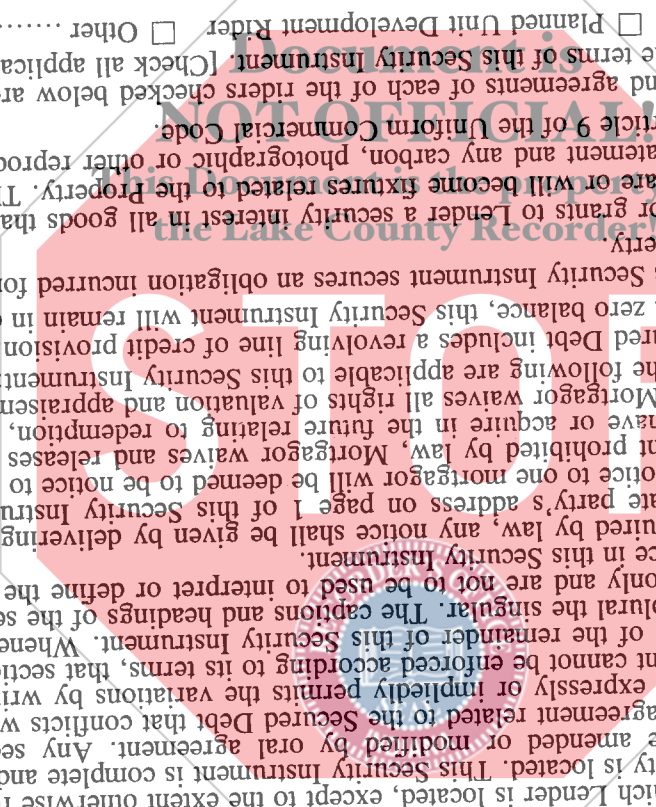 hich Lender is located, except to the extent otherwise r
ty is located. This Security Instrument is complete and
e amended or modified by oral agreement. Any sec
agreement related to the Secured Debt that conflicts w
expressly or impliedly permits the variations by writ
nt cannot be enforced according to its terms, that sectio
of the remainder of this Security Instrument. Whene
plural the singular. The captions and headings of the se
only and are not to be used to interpret or define the
ce in this Security Instrument.
quired by law, any notice shall be given by delivering
ate party's address on page 1 of this Security Instru
notice to one mortgagor will be deemed to be notice to
nt prohibited by law, Mortgagor waives and releases
have or acquire in the future relating to redemption,
Mortgagor waives all rights of valuation and appraisen
he following are applicable to this Security Instrument
ured Debt includes a revolving line of credit provision
zero balance, this Security Instrument will remain in
s Security Instrument secures an obligation incurred for
erty.
or grants to Lender a security interest in all goods tha
are or will become fixtures related to the Property. T
atement and any carbon, photographic or other reprod
rticle 9 of the Uniform Commercial Code.
nd agreements of each of the riders checked below are
e terms of this Security Instrument. [Check all applica
☐ Planned Unit Development Rider ☐ Other ........
Document is
NOT OFFICIAL!
This Document is the property
the Lake County Recorder!
STOP